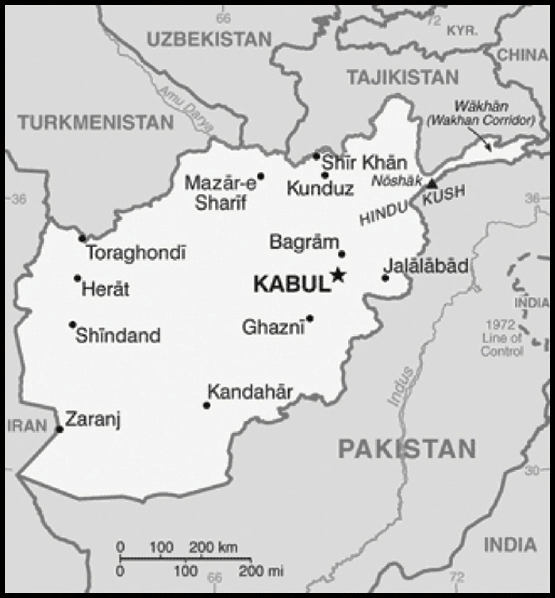 66
72
UZBEKISTAN
KYR.
CHINA
TAJIKISTAN
Amu Darya
TURKMENISTAN
Wākhān
(Wakhan Corridor)
Shīr Khān
Mazār-e
Sharīf
Kunduz
Nōshāk
36
HINDU KUSH
36
Bagrām
Toraghondī
Jalālābād
KABUL
Herāt
INDIA
Ghaznī
1972
Line of
Control
Shīndand
Indus
Kandahār
Zaranj
IRAN
PAKISTAN
30
INDIA
0 100 200 km
0 100 200 mi
66
72